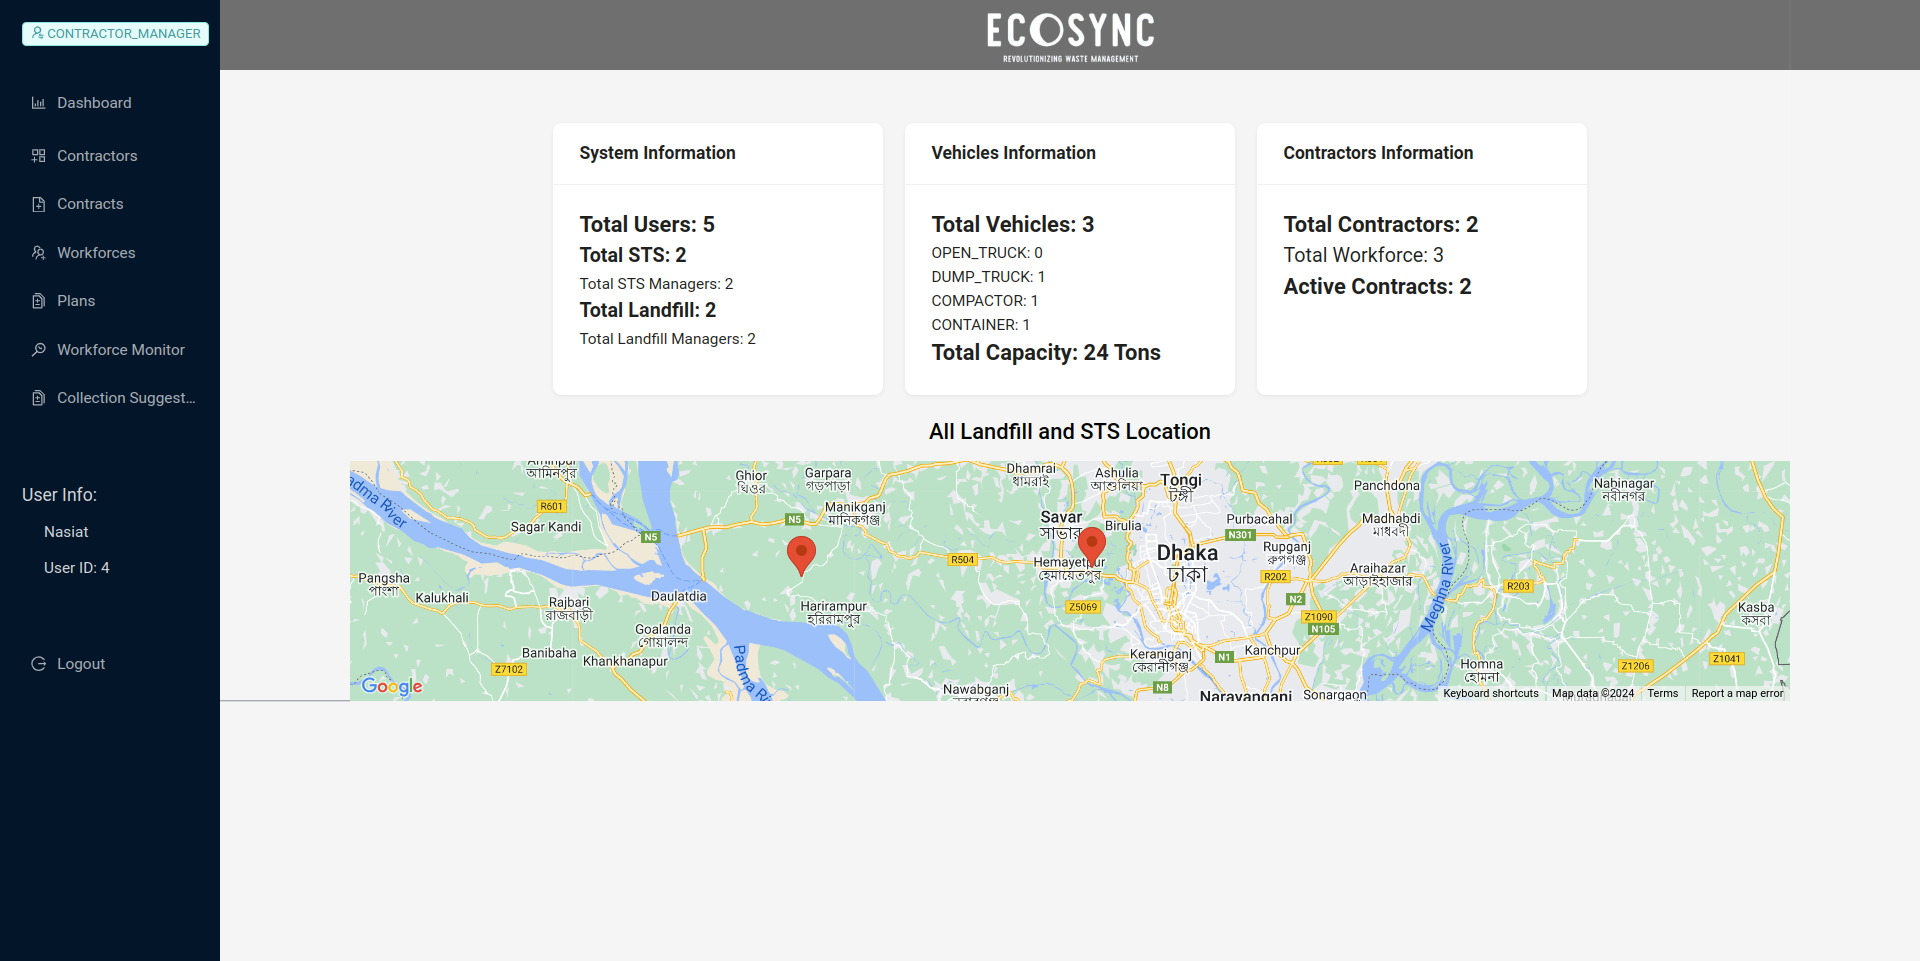 CONTRACTOR_MANAGER
Dashboard
Contractors
Contracts
Workforces
Plans
Workforce Monitor
Collection Suggest...
User Info:
Nasiat
User ID: 4
Logout
ECOSYNC
REVOLUTIONIZING WASTE MANAGEMENT
System Information
Total Users: 5
Total STS: 2
Total STS Managers: 2
Total Landfill: 2
Total Landfill Managers: 2
Vehicles Information
Total Vehicles: 3
OPEN_TRUCK: 0
DUMP_TRUCK: 1
COMPACTOR: 1
CONTAINER: 1
Total Capacity: 24 Tons
Contractors Information
Total Contractors: 2
Total Workforce: 3
Active Contracts: 2
All Landfill and STS Location
আমিনপুর
Padma River
R601
Sagar Kandi
N5
Ghior
ঘিওর
Garpara
গড়পাড়া
Manikganj
মানিকগঞ্জ
N5
Dhamrai
ধামরাই
Ashulia
আশুলিয়া
Tongi
টঙ্গী
Savar
সাভার
Birulia
Purbacahal
N301
Panchdona
Madhabdi
মাধবদী
Nabinagar
নবীনগর
R504
Hemayetpur
হেমায়েতপুর
Dhaka
ঢাকা
Rupganj
রুপগঞ্জ
R202
Araihazar
আড়াইহাজার
Meghna River
R203
Pangsha
পাংশা
Kalukhali
Rajbari
রাজবাড়ী
Daulatdia
Harirampur
হরিরামপুর
Z5069
N2
Z1090
N105
Kasba
কসবা
Goalanda
গোয়ালন্দ
Banibaha
Khankhanapur
Z7102
Padma Ri
Keraniganj
কেরানীগঞ্জ
N1
Kanchpur
Homna
হোমনা
Z1206
Z1041
Google
Nawabganj
N8
Narayanganj
Sonargaon
Keyboard shortcuts
Map data ©2024
Terms
Report a map error